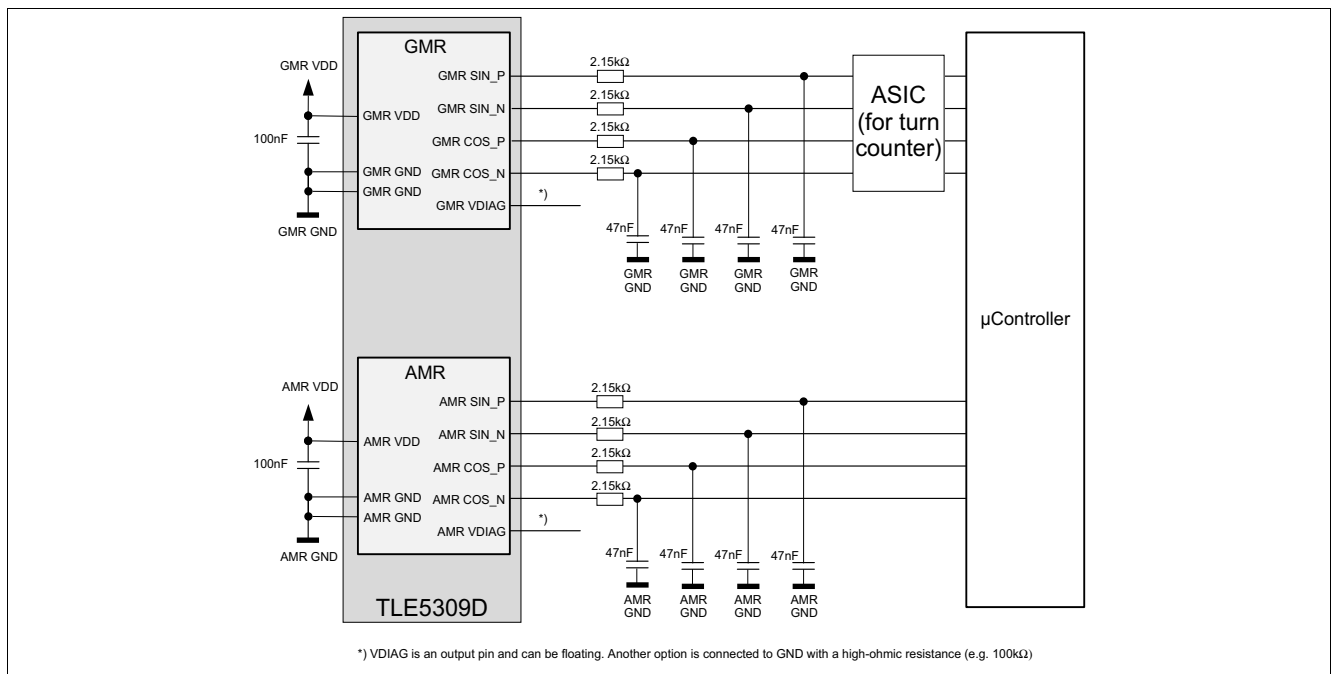 GMR
GMR VDD
GMR VDD
100nF
GMR GND
GMR GND
GMR GND
GMR SIN_P
GMR SIN_N
GMR COS_P
GMR COS_N
GMR VDIAG
2.15kΩ
2.15kΩ
2.15kΩ
2.15kΩ
*)
47nF
47nF
47nF
47nF
GMR
GND
GMR
GND
GMR
GND
GMR
GND
ASIC
(for turn
counter)
µController
AMR
AMR VDD
AMR VDD
100nF
AMR GND
AMR GND
AMR GND
AMR SIN_P
AMR SIN_N
AMR COS_P
AMR COS_N
AMR VDIAG
2.15kΩ
2.15kΩ
2.15kΩ
2.15kΩ
*)
47nF
47nF
47nF
47nF
AMR
GND
AMR
GND
AMR
GND
AMR
GND
TLE5309D
*) VDIAG is an output pin and can be floating. Another option is connected to GND with a high-ohmic resistance (e.g. 100kΩ)